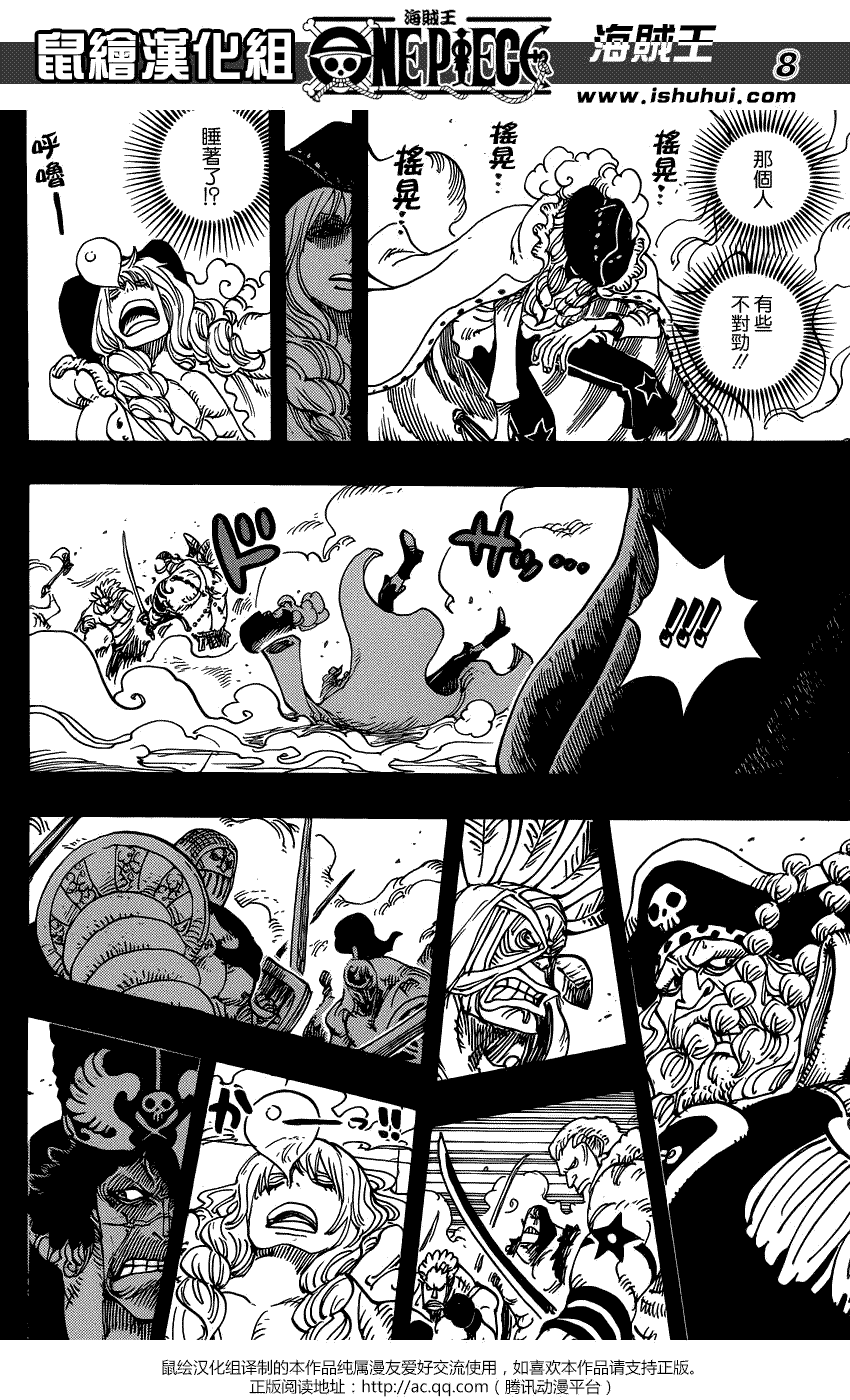 鼠繪漢化組
海賊王
ONE PIECE
海賊王
8
www.ishuhui.com
那個人
有些
不對勁!!
搖晃…
搖晃…
搖晃…
睡著了!?
呼嚕ー
!!!
サッ…
ドド
かーっ!!
鼠绘汉化组译制的本作品纯属漫友爱好交流使用，如喜欢本作品请支持正版。
正版阅读地址：http://ac.qq.com（腾讯动漫平台）